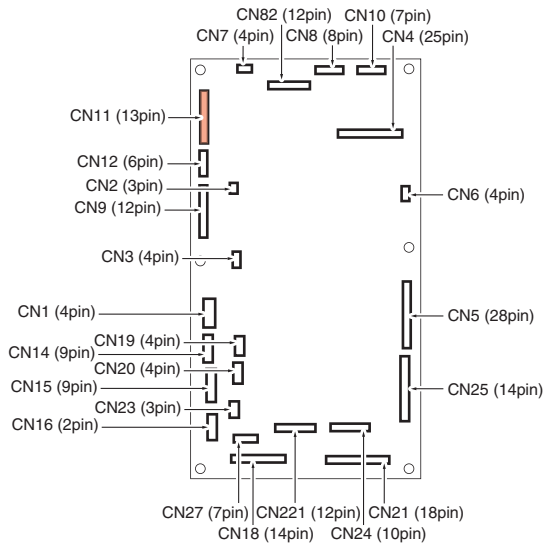 CN82 (12pin) CN10 (7pin)
CN7 (4pin) CN8 (8pin) CN4 (25pin)
CN11 (13pin)
CN12 (6pin)
CN2 (3pin)
CN9 (12pin)
CN6 (4pin)
CN3 (4pin)
CN1 (4pin)
CN5 (28pin)
CN19 (4pin)
CN14 (9pin)
CN20 (4pin)
CN15 (9pin)
CN25 (14pin)
CN23 (3pin)
CN16 (2pin)
CN27 (7pin) CN221 (12pin) CN21 (18pin)
CN18 (14pin) CN24 (10pin)